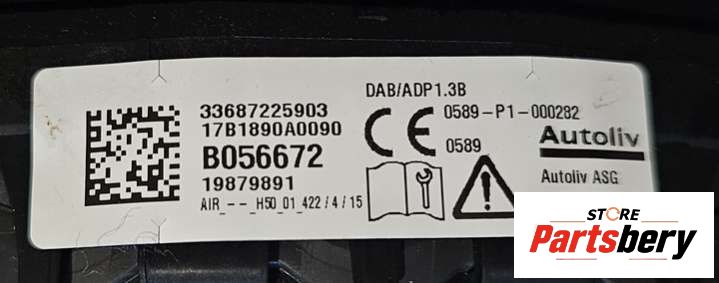 33687225903
17B1890A0090
B056672
19879891
AIR_--_H50_01_422/4/15
DAB/ADP1.3B
0589-P1-000282
CE
0589
Autoliv
Autoliv ASG
STORE
Partsbery